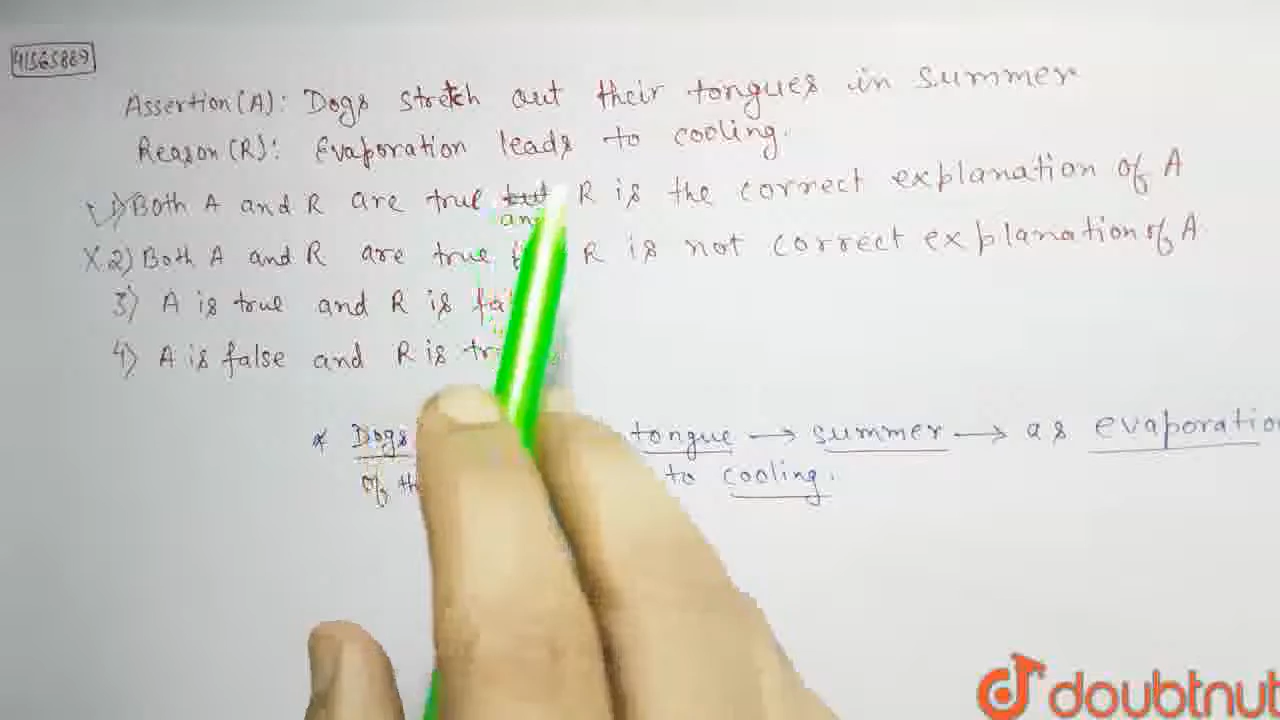 41565889
Assertion(A): Dogs stretch out their tongues in summer
Reason(R): Evaporation leads to cooling.
1) Both A and R are true but R is the correct explanation of A
and
x 2) Both A and R are true R is not correct explanation of A
3) A is true and R is
4) A is false and R is
* Dogs tongue → summer → as evaporation
of to cooling.
doubtnut